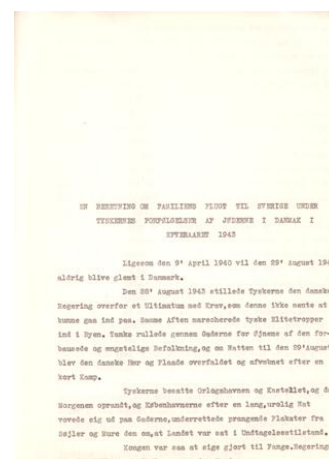 EN BERETNING OM FAMILIENS FLUGT TIL SVERIGE UNDER
TYSKERNES FORFØLGELSER AF JØDERNE I DANMAK I
EFTERAARET 1943
Ligesom den 9' April 1940 vil den 29' August 194
aldrig blive glemt i Danmark.
Den 28' August 1943 stillede Tyskerne den danske
Regering overfor et Ultimatum med Krav, som denne ikke mente at
kunne gaa ind paa. Samme Aften marscherede tyske Elitetropper
ind i Byen. Tanks rullede gennem Gaderne for Øjnene af den for-
bausede og ængstelige Befolkning, og om Natten til den 29'August
blev den danske Hær og Flaade overfaldet og afvæbnet efter en
kort Kamp.
Tyskerne besatte Orlogshavnen og Kastellet, og da
Morgenen oprandt, og Københavnerne efter en lang, urolig Nat
vovede sig ud paa Gaderne, underrettede prangende Plakater fra
Søjler og Mure dem om, at Landet var sat i Undtagelsestilstand.
Kongen var saa at sige gjort til Fange. Regering